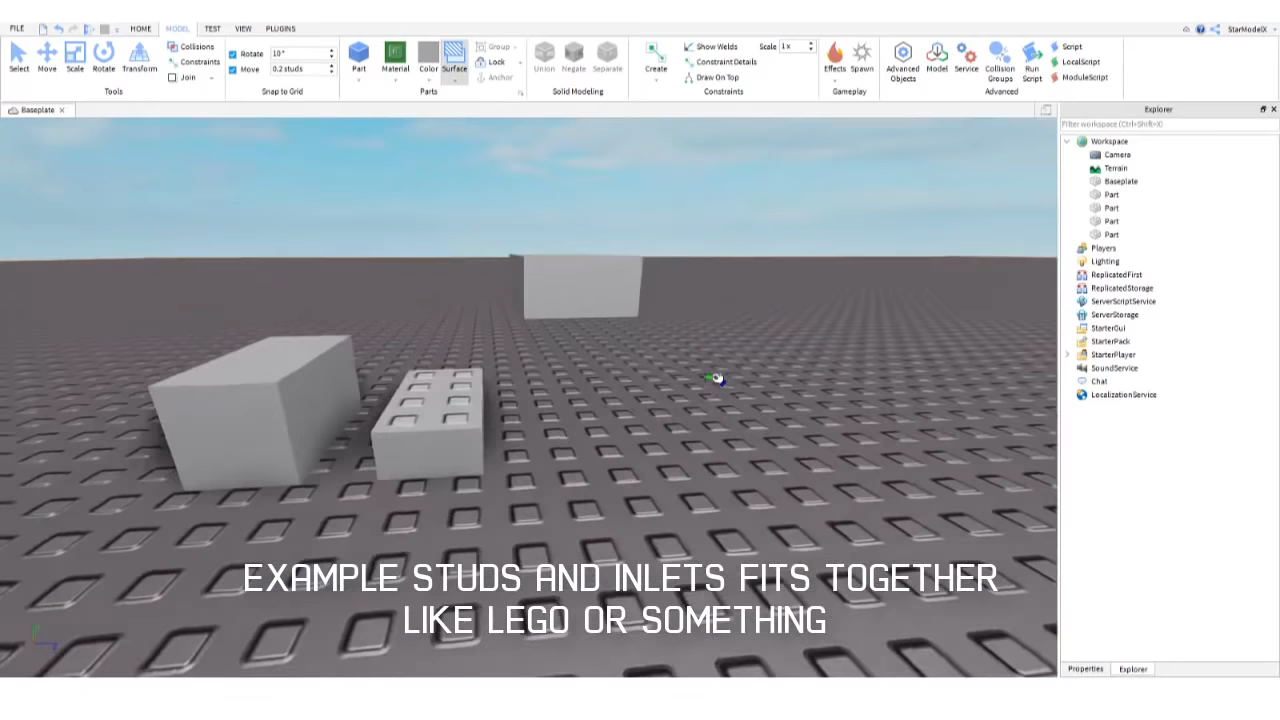 FILE
HOME
MODEL
TEST
VIEW
PLUGINS
StarModelX
Select
Move
Scale
Rotate
Transform
Collisions
Constraints
Join
Tools
Rotate
10°
Move
0.2 studs
Snap to Grid
Part
Material
Color
Surface
Group
Lock
Anchor
Parts
Union
Negate
Separate
Solid Modeling
Create
Show Welds
Scale 1x
Constraint Details
Draw On Top
Constraints
Effects
Spawn
Gameplay
Advanced
Objects
Model
Service
Collision
Groups
Run
Script
Script
LocalScript
ModuleScript
Advanced
Baseplate
Explorer
Filter workspace (Ctrl+Shift+X)
Workspace
Camera
Terrain
Baseplate
Part
Part
Part
Part
Players
Lighting
ReplicatedFirst
ReplicatedStorage
ServerScriptService
ServerStorage
StarterGui
StarterPack
StarterPlayer
SoundService
Chat
LocalizationService
EXAMPLE STUDS AND INLETS FITS TOGETHER
LIKE LEGO OR SOMETHING
Properties
Explorer